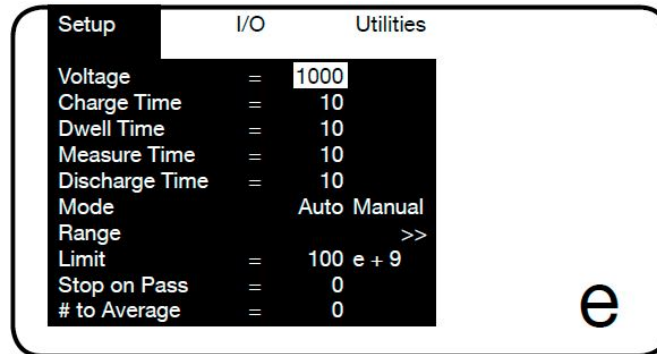 Setup I/O Utilities
Voltage = 1000
Charge Time = 10
Dwell Time = 10
Measure Time = 10
Discharge Time = 10
Mode Auto Manual
Range >>
Limit = 100 e + 9
Stop on Pass = 0
# to Average = 0
e